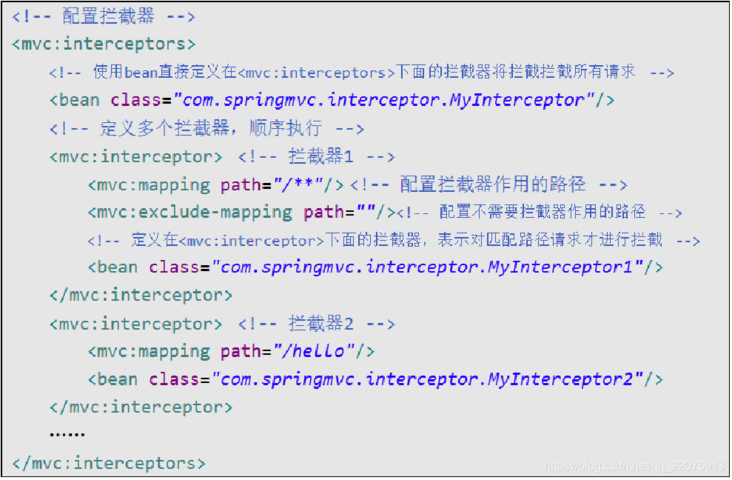 <!-- 配置拦截器 -->
<mvc:interceptors>
<!-- 使用bean直接定义在<mvc:interceptors>下面的拦截器将拦截拦截所有请求 -->
<bean class="com.springmvc.interceptor.MyInterceptor"/>
<!-- 定义多个拦截器，顺序执行 -->
<mvc:interceptor> <!-- 拦截器1 -->
<mvc:mapping path="/**"/><!-- 配置拦截器作用的路径 -->
<mvc:exclude-mapping path=""/><!-- 配置不需要拦截器作用的路径 -->
<!-- 定义在<mvc:interceptor>下面的拦截器，表示对匹配路径请求才进行拦截 -->
<bean class="com.springmvc.interceptor.MyInterceptor1"/>
</mvc:interceptor>
<mvc:interceptor> <!-- 拦截器2 -->
<mvc:mapping path="/hello"/>
<bean class="com.springmvc.interceptor.MyInterceptor2"/>
</mvc:interceptor>
……
</mvc:interceptors>